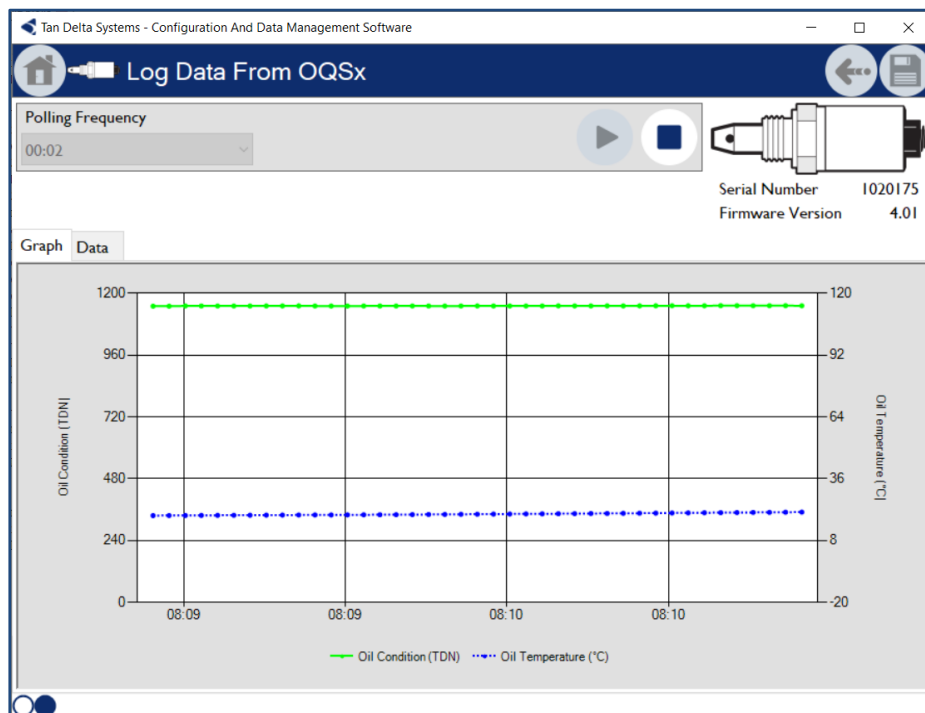 Tan Delta Systems - Configuration And Data Management Software
Log Data From OQSx
Polling Frequency
00:02
Serial Number 1020175
Firmware Version 4.01
Graph Data
1200 120
960 92
720 64
480 36
240 8
0 -20
Oil Condition (TDN)
Oil Temperature (°C)
08:09 08:09 08:10 08:10
Oil Condition (TDN) Oil Temperature (°C)